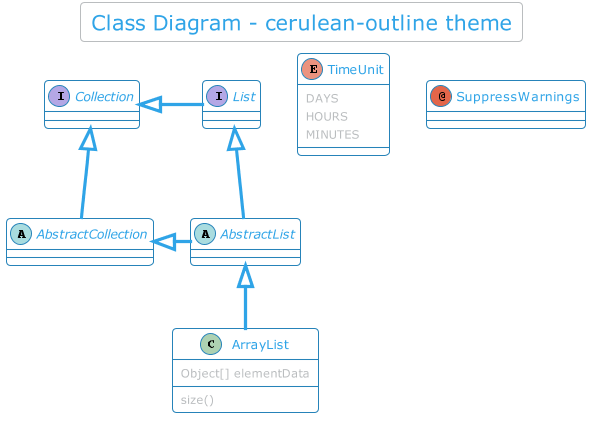 Class Diagram - cerulean-outline theme
I Collection
I List
E TimeUnit
DAYS
HOURS
MINUTES
@ SuppressWarnings
A AbstractCollection
A AbstractList
C ArrayList
Object[] elementData
size()